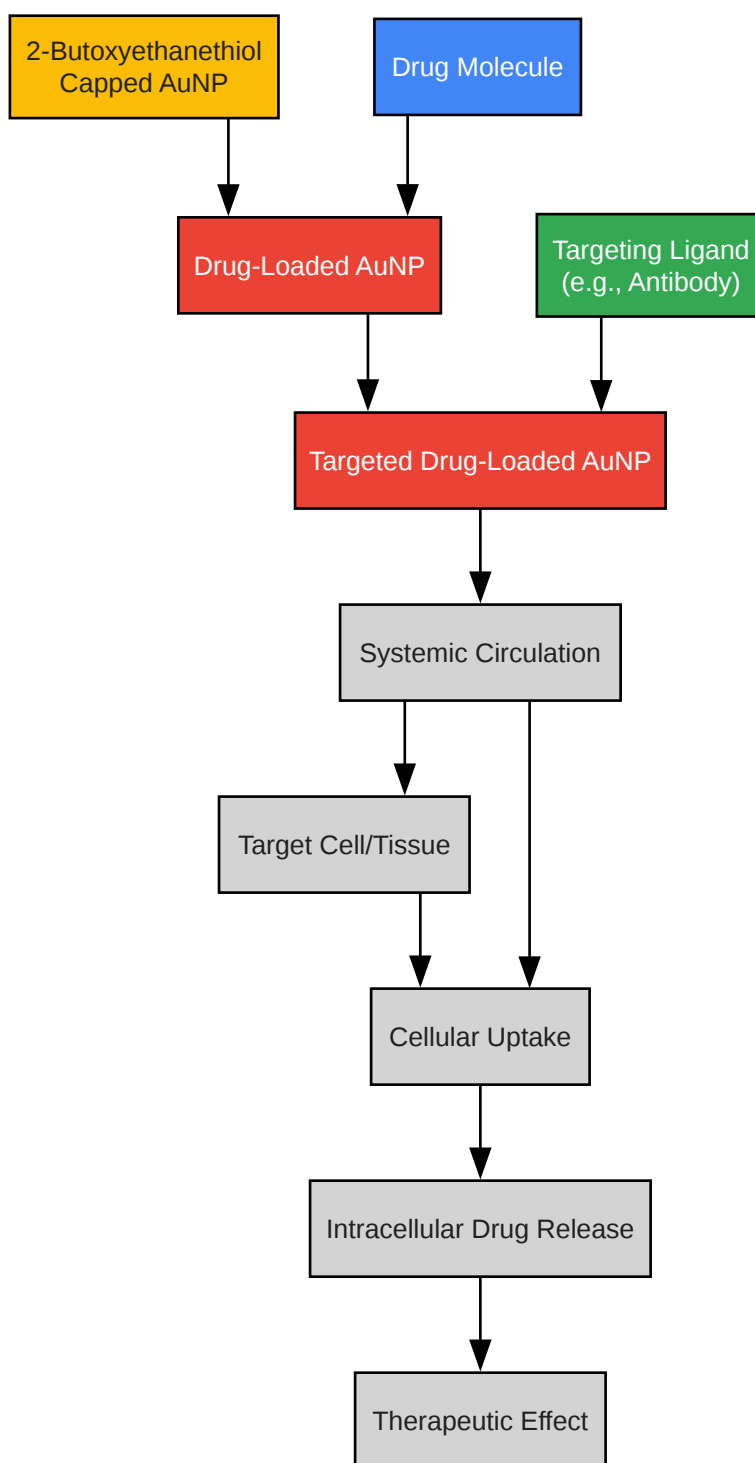 2-Butoxyethanethiol
Capped AuNP
Drug Molecule
Drug-Loaded AuNP
Targeting Ligand
(e.g., Antibody)
Targeted Drug-Loaded AuNP
Systemic Circulation
Target Cell/Tissue
Cellular Uptake
Intracellular Drug Release
Therapeutic Effect